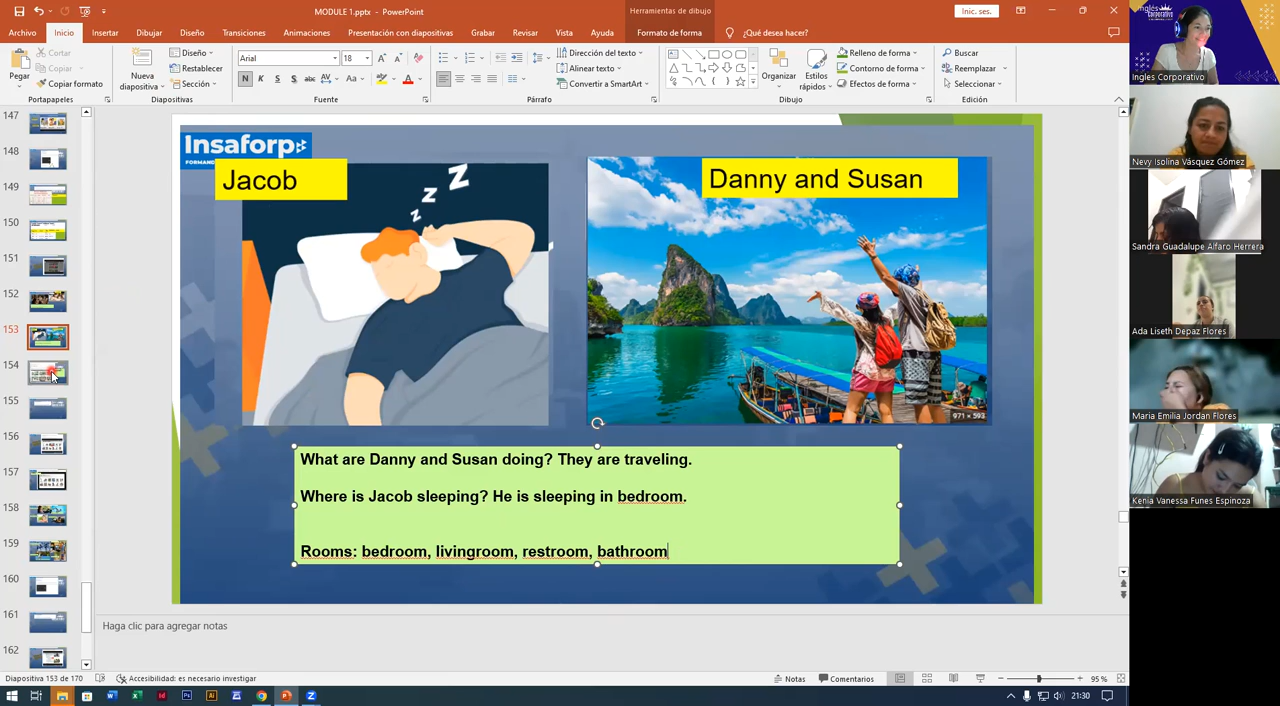 MODULE 1.pptx - PowerPoint
Herramientas de dibujo
Inic. ses.
Archivo Inicio Insertar Dibujar Diseño Transiciones Animaciones Presentación con diapositivas Grabar Revisar Vista Ayuda Formato de forma ¿Qué desea hacer?
Pegar
Cortar
Copiar
Copiar formato
Portapapeles
Nueva
diapositiva
Diseño
Restablecer
Sección
Diapositivas
Arial 18
N K S S abc AV Aa A
Fuente
Párrafo
Dirección del texto
Alinear texto
Convertir a SmartArt
Organizar
Estilos
rápidos
Relleno de forma
Contorno de forma
Efectos de forma
Dibujo
Buscar
Reemplazar
Seleccionar
Edición
147
148
149
150
151
152
153
154
155
156
157
158
159
160
161
162
Insaforp
Jacob
z z Z
Danny and Susan
971 × 593
What are Danny and Susan doing? They are traveling.
Where is Jacob sleeping? He is sleeping in bedroom.
Rooms: bedroom, livingroom, restroom, bathroom
Haga clic para agregar notas
Diapositiva 153 de 170
Accesibilidad: es necesario investigar
Notas
Comentarios
95 %
21:30
Ingles Corporativo
Nevy Isolina Vásquez Gómez
Sandra Guadalupe Alfaro Herrera
Ada Liseth Depaz Flores
Maria Emilia Jordan Flores
Kenia Vanessa Funes Espinoza